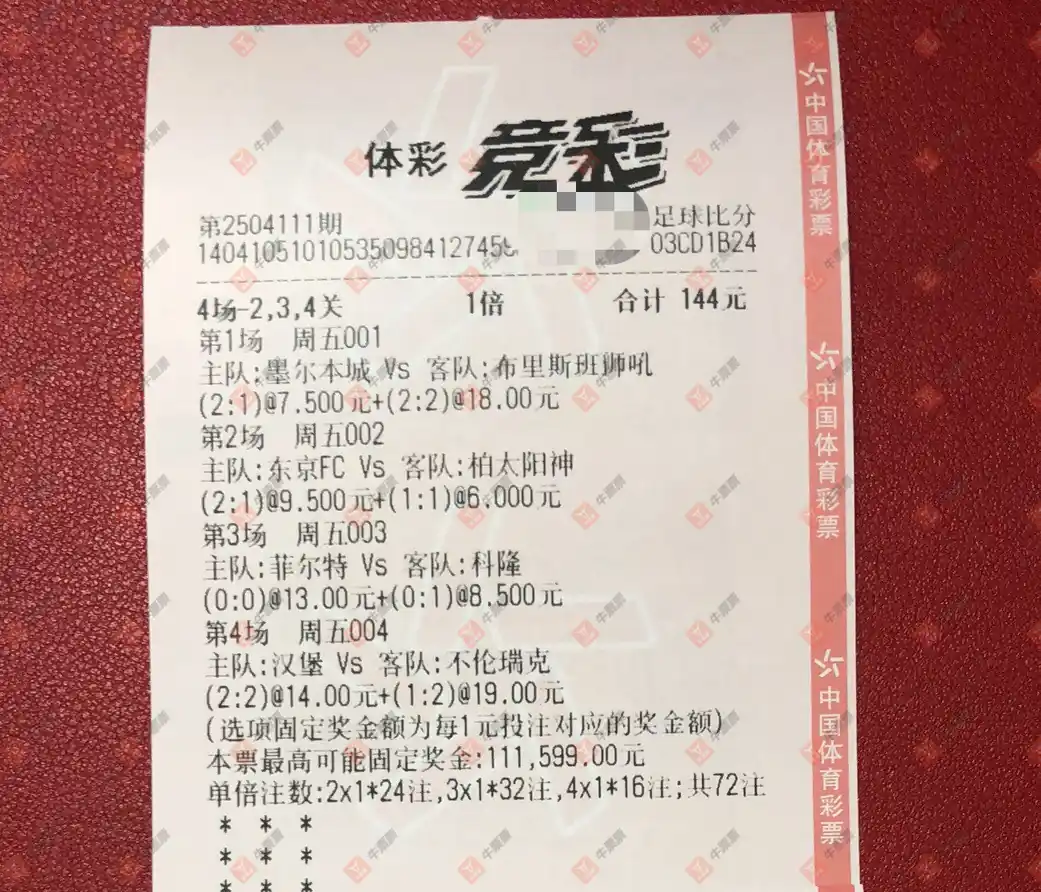 体彩 竞彩
第2504111期 足球比分
14041051010535098412745 03CD1B24
4场-2,3,4关 1倍 合计 144元
第1场 周五001
主队:墨尔本城 Vs 客队:布里斯班狮吼
(2:1)@7.500元+(2:2)@18.00元
第2场 周五002
主队:东京FC Vs 客队:柏太阳神
(2:1)@9.500元+(1:1)@6.000元
第3场 周五003
主队:菲尔特 Vs 客队:科隆
(0:0)@13.00元+(0:1)@8.500元
第4场 周五004
主队:汉堡 Vs 客队:不伦瑞克
(2:2)@14.00元+(1:2)@19.00元
(选项固定奖金额为每1元投注对应的奖金额)
本票最高可能固定奖金:111,599.00元
单倍注数:2x1*24注,3x1*32注,4x1*16注;共72注
* * *
* * *
* * *
中国体育彩票
中国体育彩票
中国体育彩票